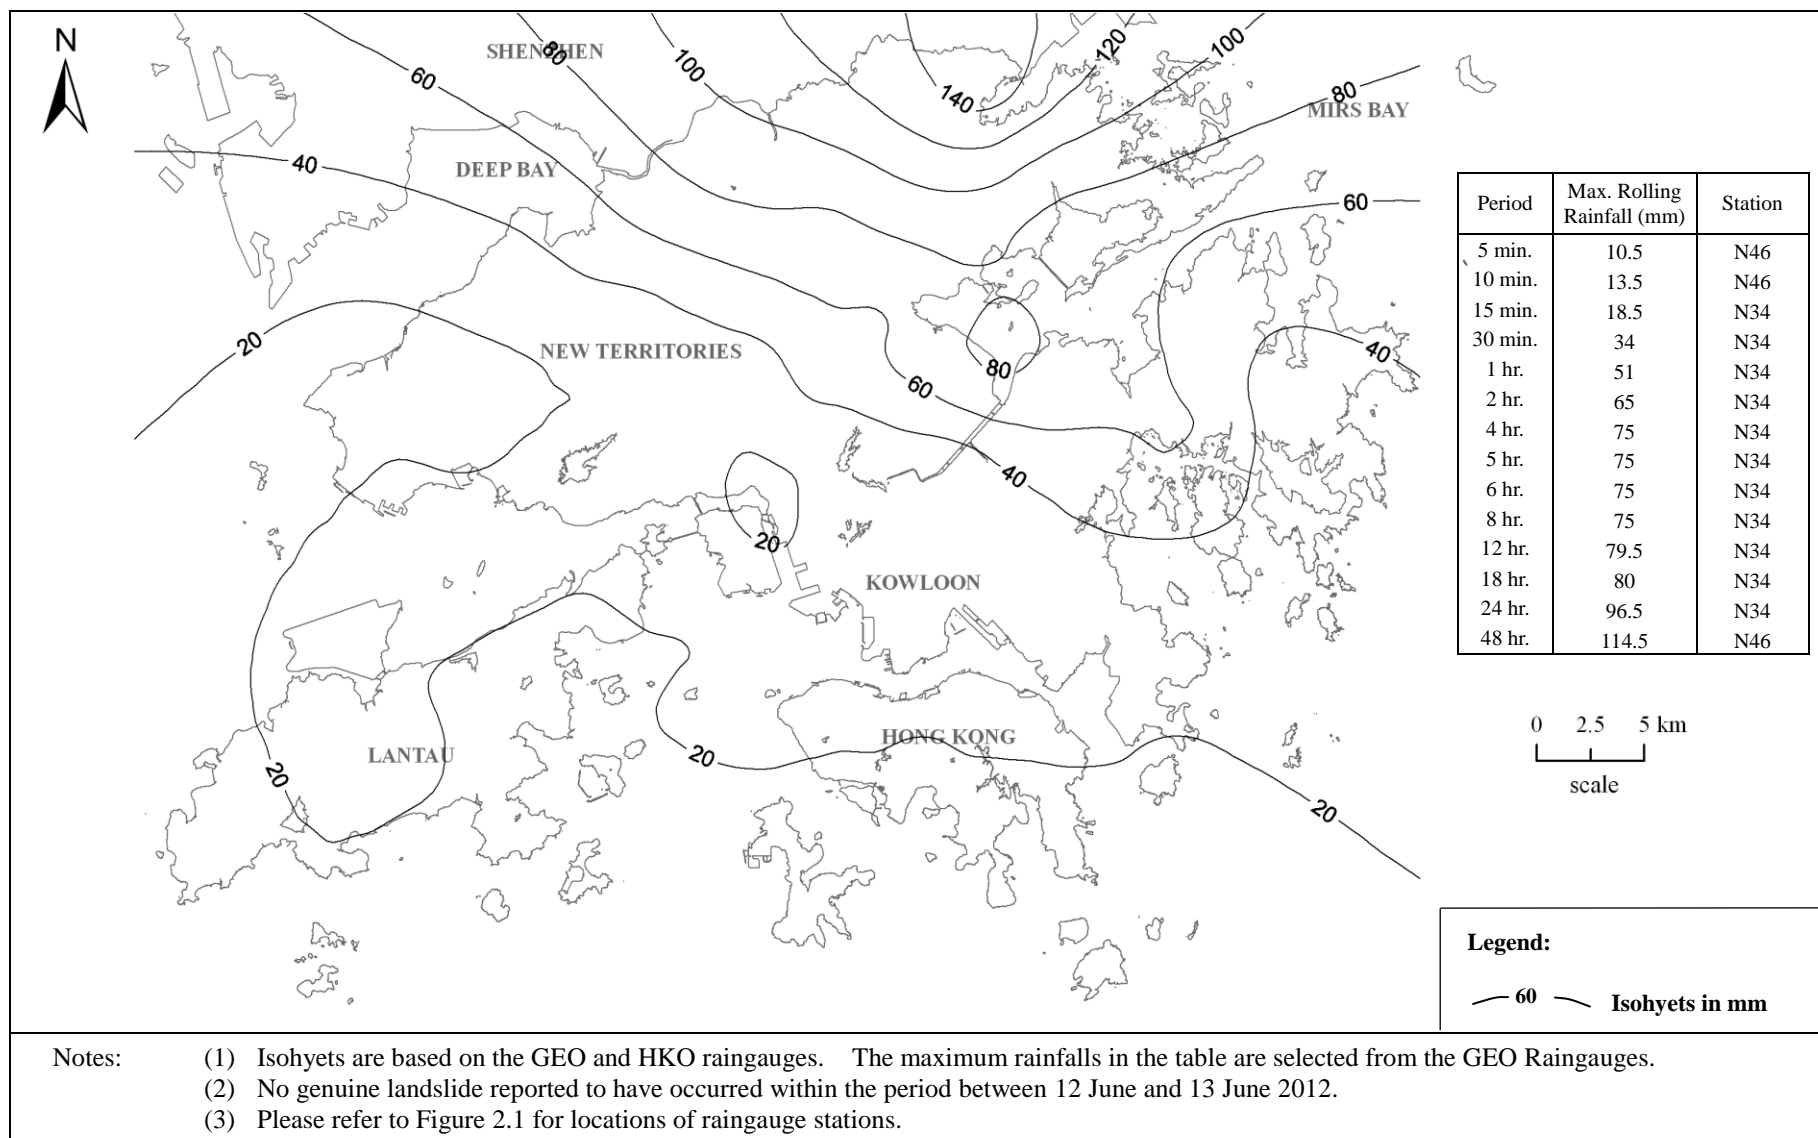 N
SHENZHEN
80
100
120
100
60
140
80
MIRS BAY
40
DEEP BAY
60
20
NEW TERRITORIES
80
40
60
40
20
KOWLOON
20
LANTAU
20
HONG KONG
20
Period Max. Rolling Rainfall (mm) Station
5 min. 10.5 N46
10 min. 13.5 N46
15 min. 18.5 N34
30 min. 34 N34
1 hr. 51 N34
2 hr. 65 N34
4 hr. 75 N34
5 hr. 75 N34
6 hr. 75 N34
8 hr. 75 N34
12 hr. 79.5 N34
18 hr. 80 N34
24 hr. 96.5 N34
48 hr. 114.5 N46
0 2.5 5 km
scale
Legend:
60 Isohyets in mm
Notes: (1) Isohyets are based on the GEO and HKO raingauges. The maximum rainfalls in the table are selected from the GEO Raingauges.
(2) No genuine landslide reported to have occurred within the period between 12 June and 13 June 2012.
(3) Please refer to Figure 2.1 for locations of raingauge stations.